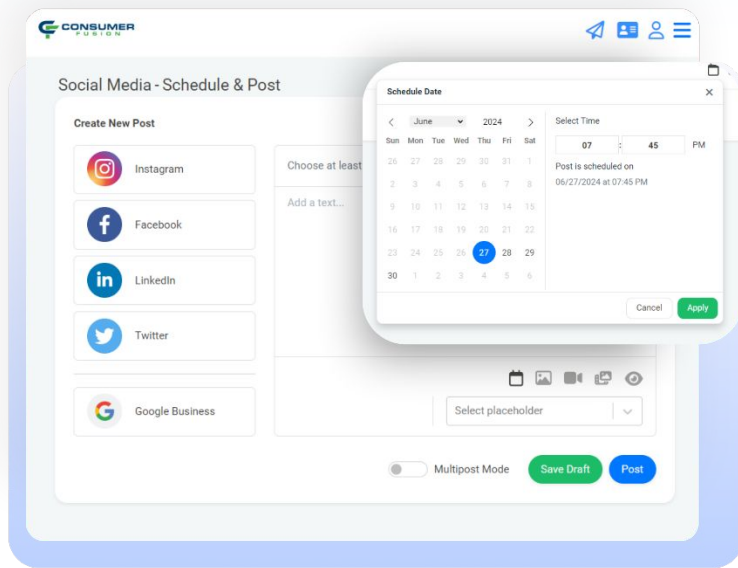 CONSUMER
FUSION
Social Media - Schedule & Post
Create New Post
Instagram
Facebook
LinkedIn
Twitter
Google Business
Choose at least
Add a text...
Select placeholder
Multipost Mode
Save Draft
Post
Schedule Date
June 2024
Sun Mon Tue Wed Thu Fri Sat
26 27 28 29 30 31 1
2 3 4 5 6 7 8
9 10 11 12 13 14 15
16 17 18 19 20 21 22
23 24 25 26 27 28 29
30 1 2 3 4 5 6
Select Time
07 : 45 PM
Post is scheduled on
06/27/2024 at 07:45 PM
Cancel
Apply